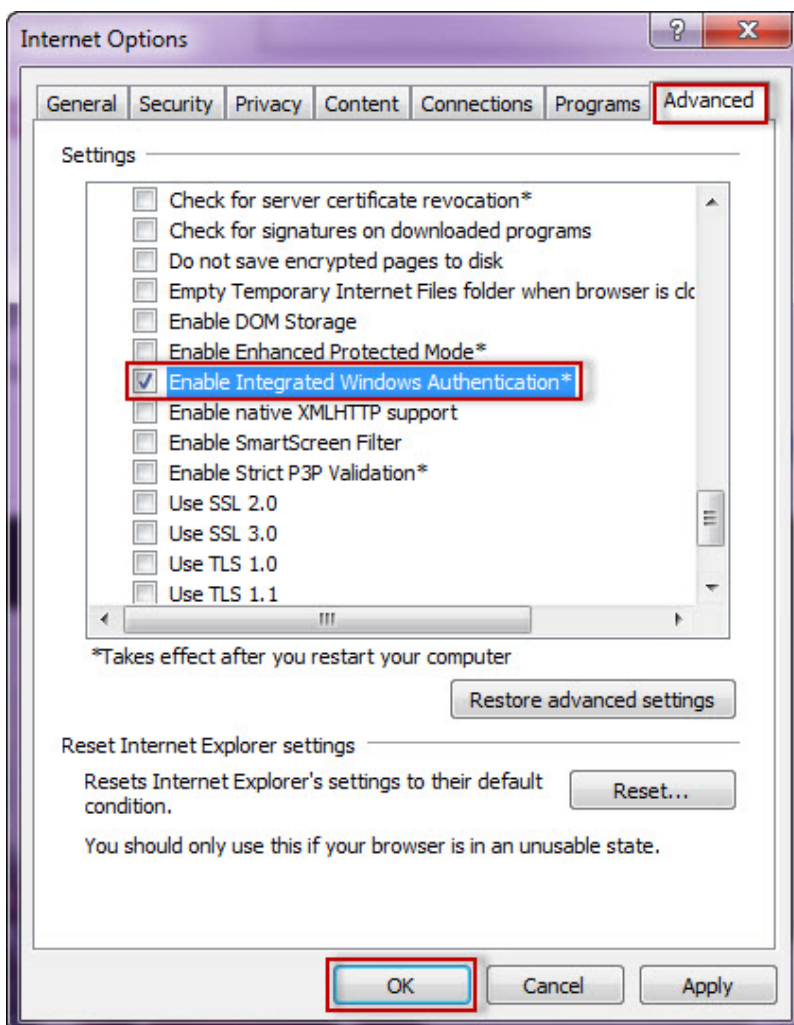 Internet Options
General Security Privacy Content Connections Programs Advanced
Settings
Check for server certificate revocation*
Check for signatures on downloaded programs
Do not save encrypted pages to disk
Empty Temporary Internet Files folder when browser is clc
Enable DOM Storage
Enable Enhanced Protected Mode*
Enable Integrated Windows Authentication*
Enable native XMLHTTP support
Enable SmartScreen Filter
Enable Strict P3P Validation*
Use SSL 2.0
Use SSL 3.0
Use TLS 1.0
Use TLS 1.1
*Takes effect after you restart your computer
Restore advanced settings
Reset Internet Explorer settings
Resets Internet Explorer's settings to their default
condition.
Reset...
You should only use this if your browser is in an unusable state.
OK Cancel Apply